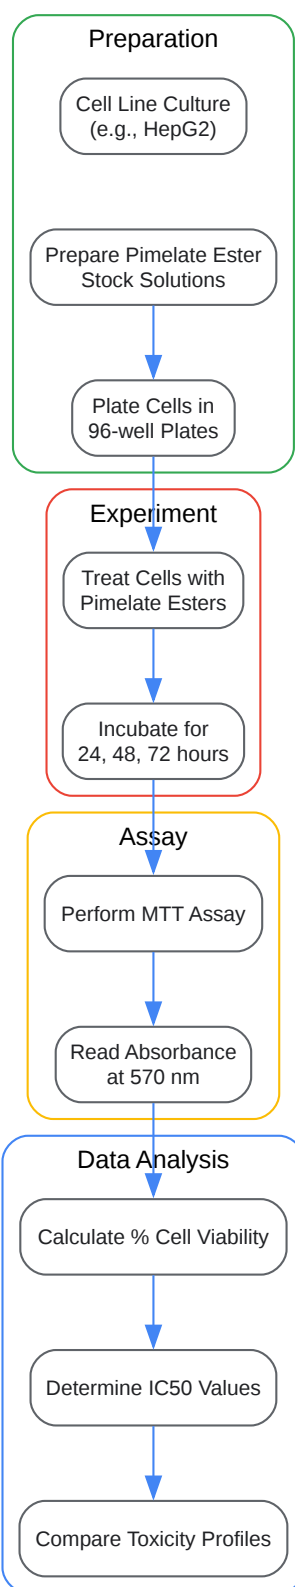 Preparation
Cell Line Culture
(e.g., HepG2)
Prepare Pimelate Ester
Stock Solutions
Plate Cells in
96-well Plates
Experiment
Treat Cells with
Pimelate Esters
Incubate for
24, 48, 72 hours
Assay
Perform MTT Assay
Read Absorbance
at 570 nm
Data Analysis
Calculate % Cell Viability
Determine IC50 Values
Compare Toxicity Profiles